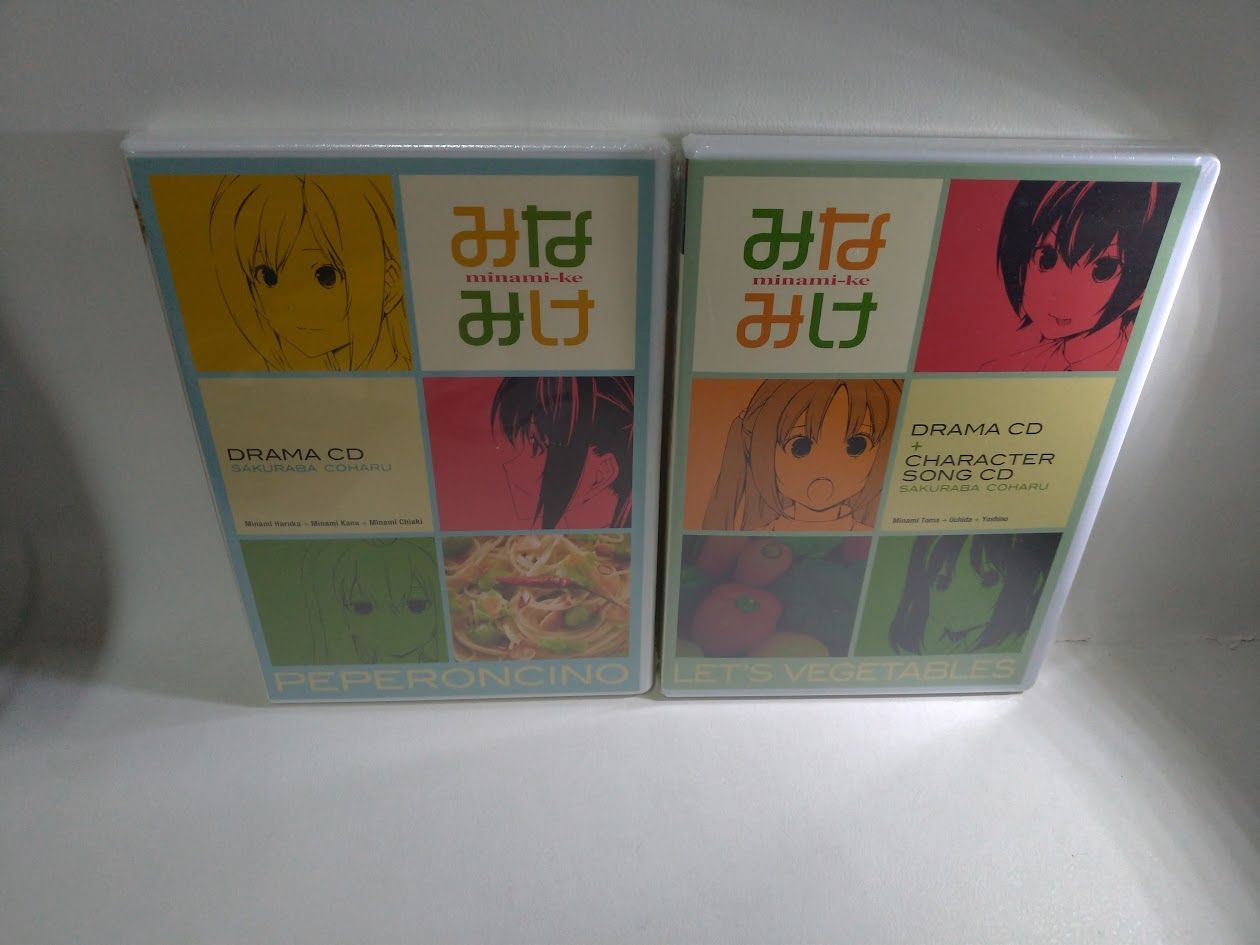 みな
minami-ke
みけ
DRAMA CD
SAKURABA COHARU
Minami Haruka + Minami Kana + Minami Chiaki
PEPERONCINO
みな
minami-ke
みけ
DRAMA CD
+
CHARACTER
SONG CD
SAKURABA COHARU
Minami Toma + Uchida + Yoshino
LET'S VEGETABLES